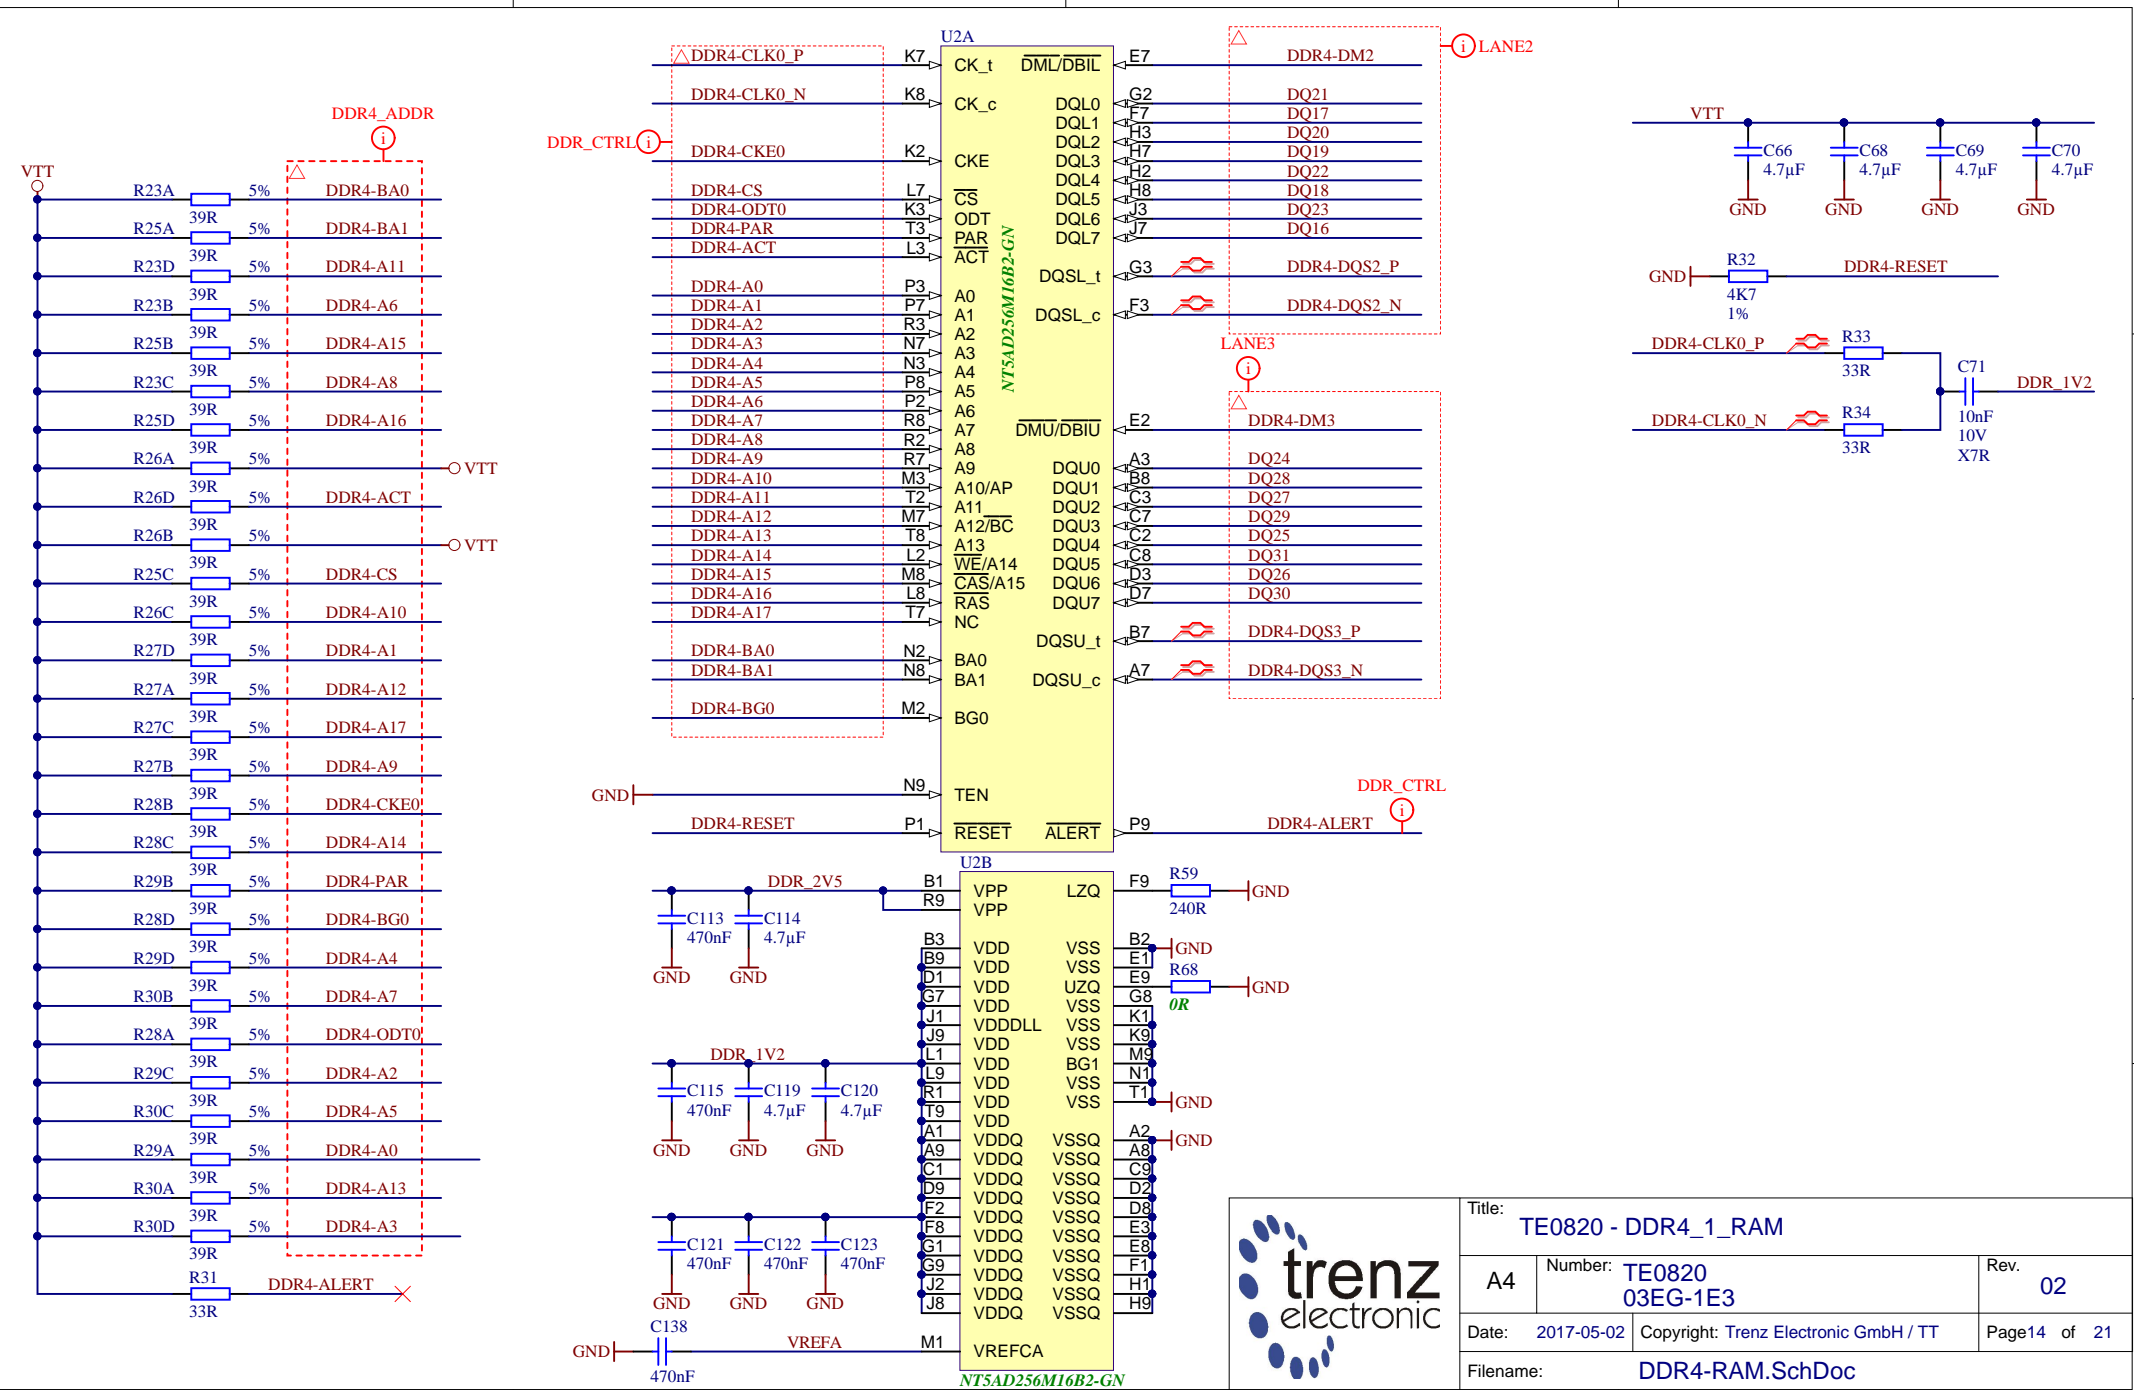 DDR4_ADDR
i
VTT
R23A 39R 5% DDR4-BA0
R25A 39R 5% DDR4-BA1
R23D 39R 5% DDR4-A11
R23B 39R 5% DDR4-A6
R25B 39R 5% DDR4-A15
R23C 39R 5% DDR4-A8
R25D 39R 5% DDR4-A16
R26A 39R 5% VTT
R26D 39R 5% DDR4-ACT
R26B 39R 5% VTT
R25C 39R 5% DDR4-CS
R26C 39R 5% DDR4-A10
R27D 39R 5% DDR4-A1
R27A 39R 5% DDR4-A12
R27C 39R 5% DDR4-A17
R27B 39R 5% DDR4-A9
R28B 39R 5% DDR4-CKE0
R28C 39R 5% DDR4-A14
R29B 39R 5% DDR4-PAR
R28D 39R 5% DDR4-BG0
R29D 39R 5% DDR4-A4
R30B 39R 5% DDR4-A7
R28A 39R 5% DDR4-ODT0
R29C 39R 5% DDR4-A2
R30C 39R 5% DDR4-A5
R29A 39R 5% DDR4-A0
R30A 39R 5% DDR4-A13
R30D 39R 5% DDR4-A3
R31 33R DDR4-ALERT
U2A
DDR_CTRL i
DDR4-CLK0_P K7 CK_t
DDR4-CLK0_N K8 CK_c
DDR4-CKE0 K2 CKE
DDR4-CS L7 CS
DDR4-ODT0 K3 ODT
DDR4-PAR T3 PAR
DDR4-ACT L3 ACT
DDR4-A0 P3 A0
DDR4-A1 P7 A1
DDR4-A2 R3 A2
DDR4-A3 N7 A3
DDR4-A4 N3 A4
DDR4-A5 P8 A5
DDR4-A6 P2 A6
DDR4-A7 R8 A7
DDR4-A8 R2 A8
DDR4-A9 R7 A9
DDR4-A10 M3 A10/AP
DDR4-A11 T2 A11
DDR4-A12 M7 A12/BC
DDR4-A13 T8 A13
DDR4-A14 L2 WE/A14
DDR4-A15 M8 CAS/A15
DDR4-A16 L8 RAS
DDR4-A17 T7 NC
DDR4-BA0 N2 BA0
DDR4-BA1 N8 BA1
DDR4-BG0 M2 BG0
GND N9 TEN
DDR4-RESET P1 RESET
NT5AD256M16B2-GN
i LANE2
DML/DBIL E7 DDR4-DM2
DQL0 G2 DQ21
DQL1 F7 DQ17
DQL2 H3 DQ20
DQL3 H7 DQ19
DQL4 H2 DQ22
DQL5 H8 DQ18
DQL6 J3 DQ23
DQL7 J7 DQ16
DQSL_t G3 DDR4-DQS2_P
DQSL_c F3 DDR4-DQS2_N
LANE3
i
DMU/DBIU E2 DDR4-DM3
DQU0 A3 DQ24
DQU1 B8 DQ28
DQU2 C3 DQ27
DQU3 C7 DQ29
DQU4 C2 DQ25
DQU5 C8 DQ31
DQU6 D3 DQ26
DQU7 D7 DQ30
DQSU_t B7 DDR4-DQS3_P
DQSU_c A7 DDR4-DQS3_N
DDR_CTRL
i
ALERT P9 DDR4-ALERT
U2B
DDR_2V5 B1 VPP
R9 VPP
C113 470nF GND
C114 4.7µF GND
B3 VDD
B9 VDD
D1 VDD
G7 VDD
J1 VDDDLL
J9 VDD
DDR_1V2 L1 VDD
L9 VDD
R1 VDD
T9 VDD
C115 470nF GND
C119 4.7µF GND
C120 4.7µF GND
A1 VDDQ
A9 VDDQ
C1 VDDQ
D9 VDDQ
F2 VDDQ
F8 VDDQ
G1 VDDQ
G9 VDDQ
J2 VDDQ
J8 VDDQ
C121 470nF GND
C122 470nF GND
C123 470nF GND
GND C138 470nF VREFA M1 VREFCA
LZQ F9 R59 240R GND
VSS B2 GND
VSS E1
UZQ E9 R68 0R GND
VSS G8
VSS K1
VSS K9
BG1 M9
VSS N1
VSS T1 GND
VSSQ A2 GND
VSSQ A8
VSSQ C9
VSSQ D2
VSSQ D8
VSSQ E3
VSSQ E8
VSSQ F1
VSSQ H1
VSSQ H9
NT5AD256M16B2-GN
VTT
C66 4.7µF GND
C68 4.7µF GND
C69 4.7µF GND
C70 4.7µF GND
GND R32 4K7 1% DDR4-RESET
DDR4-CLK0_P R33 33R
DDR4-CLK0_N R34 33R
C71 10nF 10V X7R DDR_1V2
trenz
electronic
Title: TE0820 - DDR4_1_RAM
A4
Number: TE0820
03EG-1E3
Rev. 02
Date: 2017-05-02
Copyright: Trenz Electronic GmbH / TT
Page14 of 21
Filename: DDR4-RAM.SchDoc